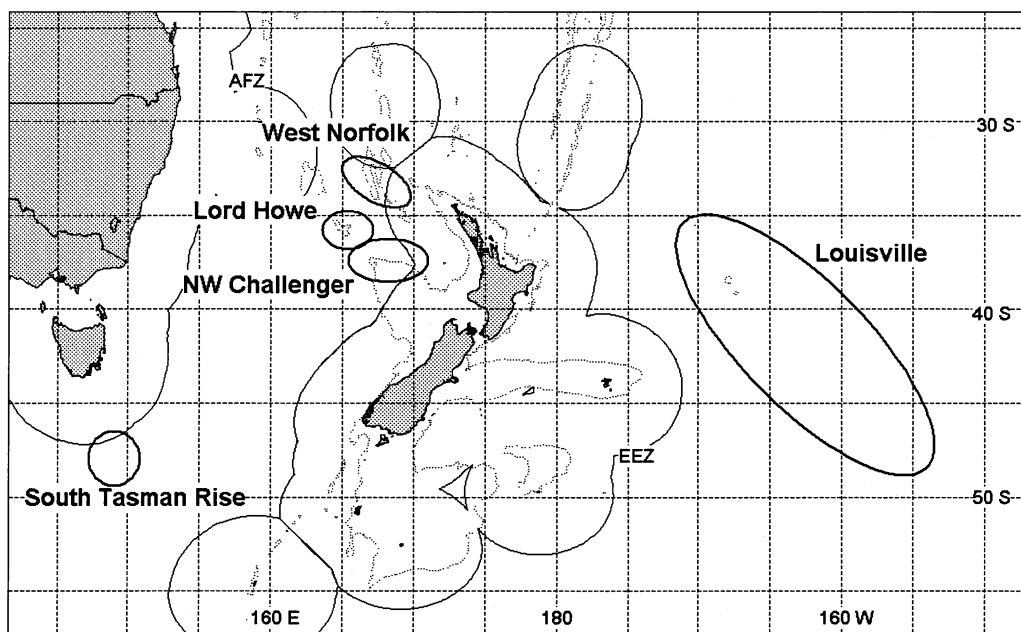 AFZ
30 S
West Norfolk
Lord Howe
Louisville
NW Challenger
40 S
EEZ
South Tasman Rise
50 S
160 E
180
160 W